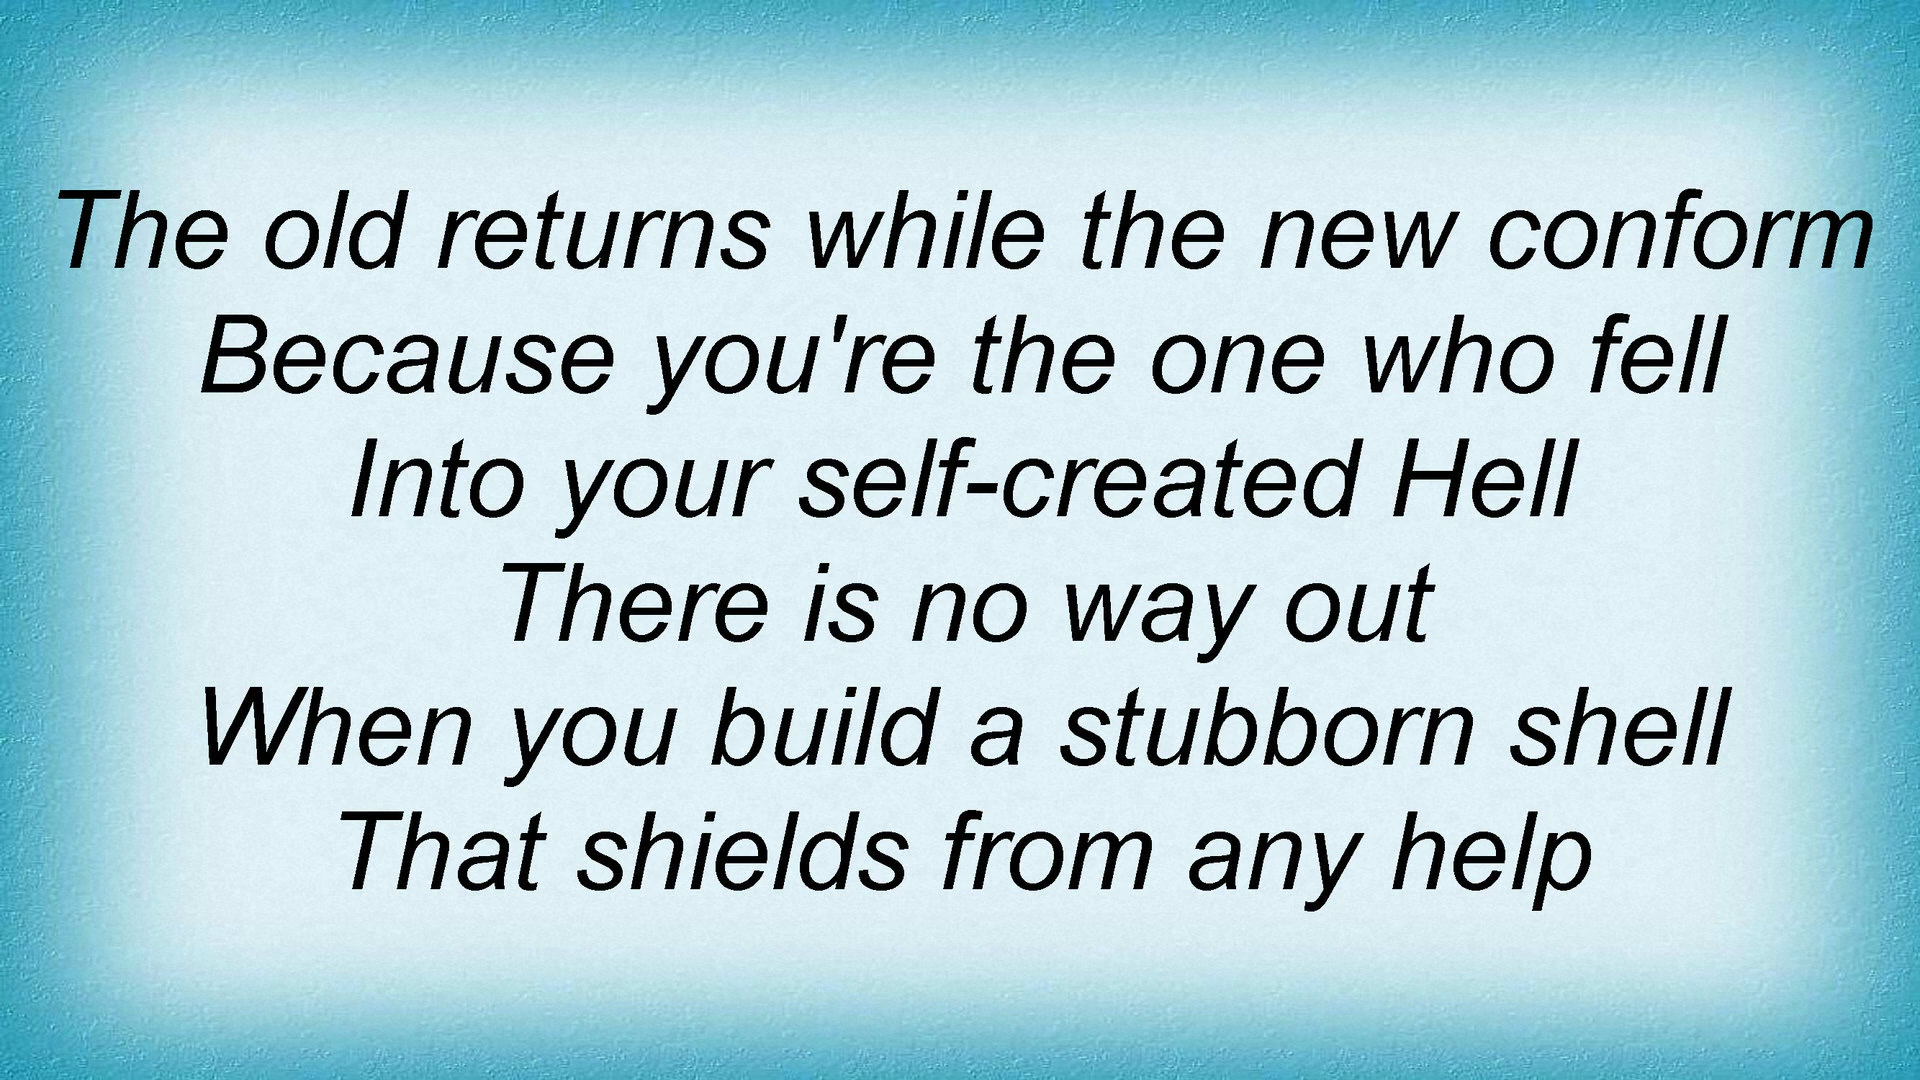 The old returns while the new conform
Because you're the one who fell
Into your self-created Hell
There is no way out
When you build a stubborn shell
That shields from any help